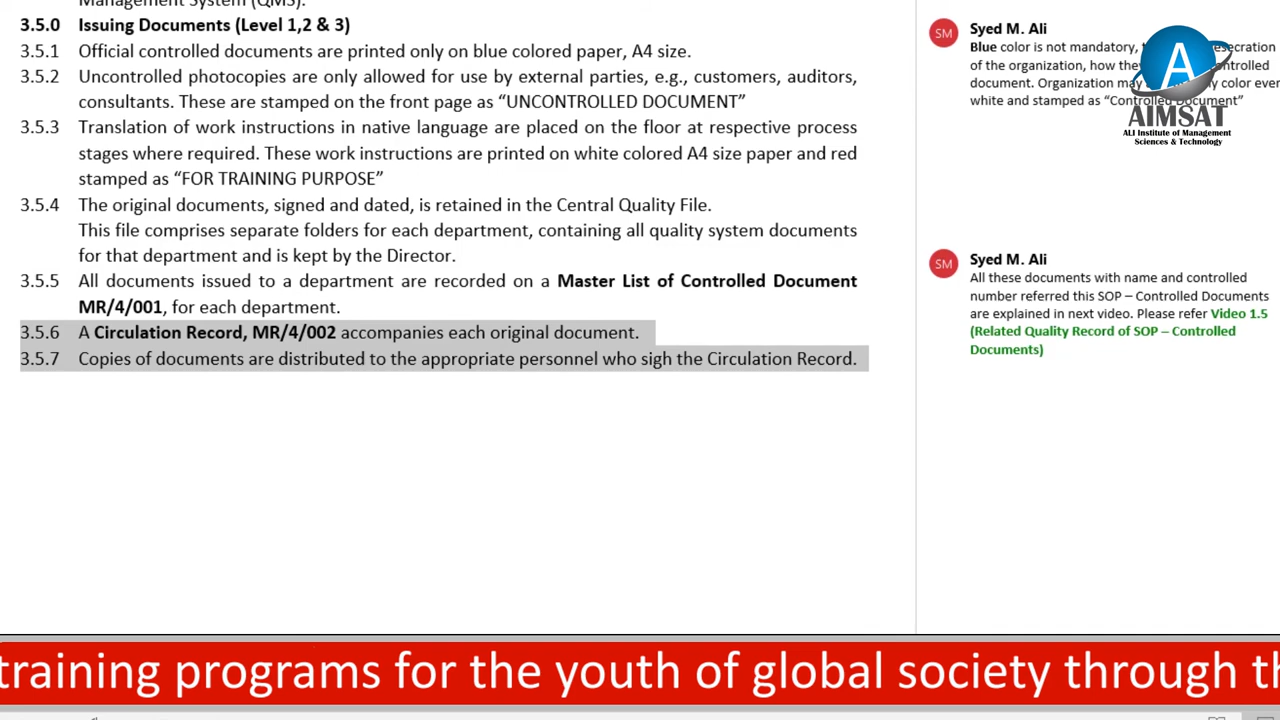 Management System (QMS).
3.5.0 Issuing Documents (Level 1,2 & 3)
3.5.1 Official controlled documents are printed only on blue colored paper, A4 size.
3.5.2 Uncontrolled photocopies are only allowed for use by external parties, e.g., customers, auditors,
consultants. These are stamped on the front page as “UNCONTROLLED DOCUMENT”
3.5.3 Translation of work instructions in native language are placed on the floor at respective process
stages where required. These work instructions are printed on white colored A4 size paper and red
stamped as “FOR TRAINING PURPOSE”
3.5.4 The original documents, signed and dated, is retained in the Central Quality File.
This file comprises separate folders for each department, containing all quality system documents
for that department and is kept by the Director.
3.5.5 All documents issued to a department are recorded on a Master List of Controlled Document
MR/4/001, for each department.
3.5.6 A Circulation Record, MR/4/002 accompanies each original document.
3.5.7 Copies of documents are distributed to the appropriate personnel who sigh the Circulation Record.
SM Syed M. Ali
Blue color is not mandatory, esecration
of the organization, how they ntrolled
document. Organization may y color even
white and stamped as “Controlled Document”
A
AIMSAT
ALI Institute of Management
Sciences & Technology
SM Syed M. Ali
All these documents with name and controlled
number referred this SOP – Controlled Documents
are explained in next video. Please refer Video 1.5
(Related Quality Record of SOP – Controlled
Documents)
training programs for the youth of global society through th